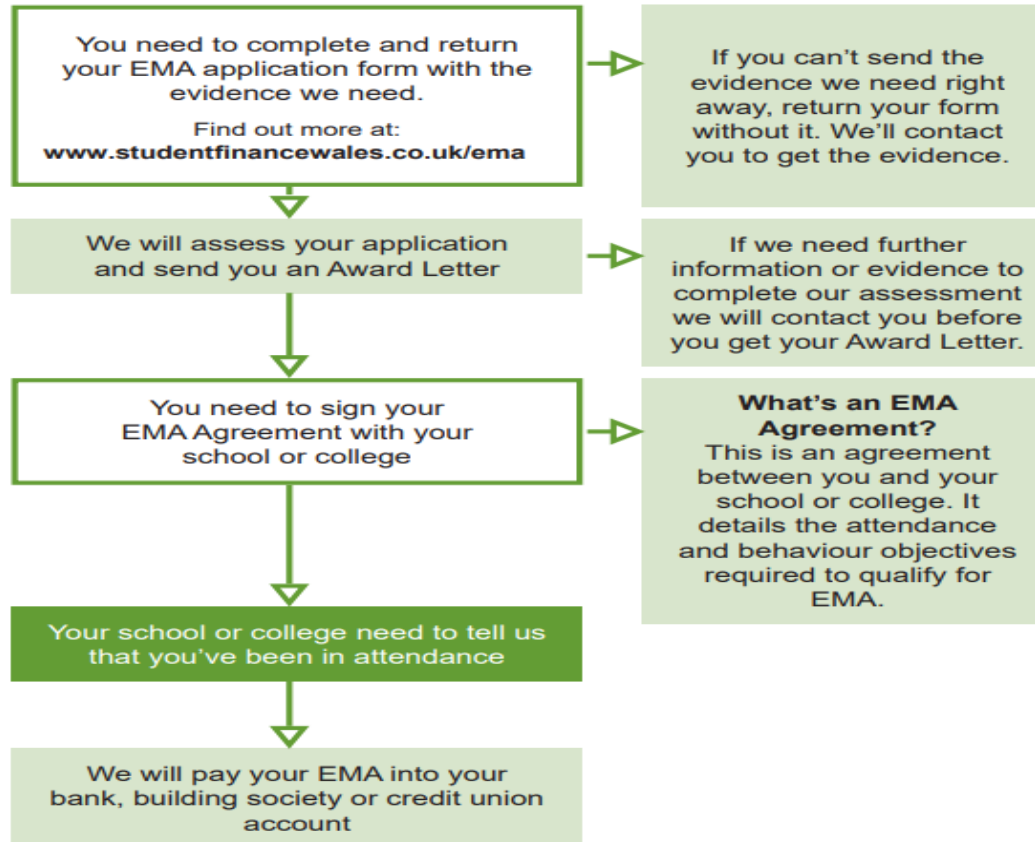 You need to complete and return
your EMA application form with the
evidence we need.
Find out more at:
www.studentfinancewales.co.uk/ema
If you can’t send the
evidence we need right
away, return your form
without it. We’ll contact
you to get the evidence.
We will assess your application
and send you an Award Letter
If we need further
information or evidence to
complete our assessment
we will contact you before
you get your Award Letter.
You need to sign your
EMA Agreement with your
school or college
What’s an EMA
Agreement?
This is an agreement
between you and your
school or college. It
details the attendance
and behaviour objectives
required to qualify for
EMA.
Your school or college need to tell us
that you’ve been in attendance
We will pay your EMA into your
bank, building society or credit union
account